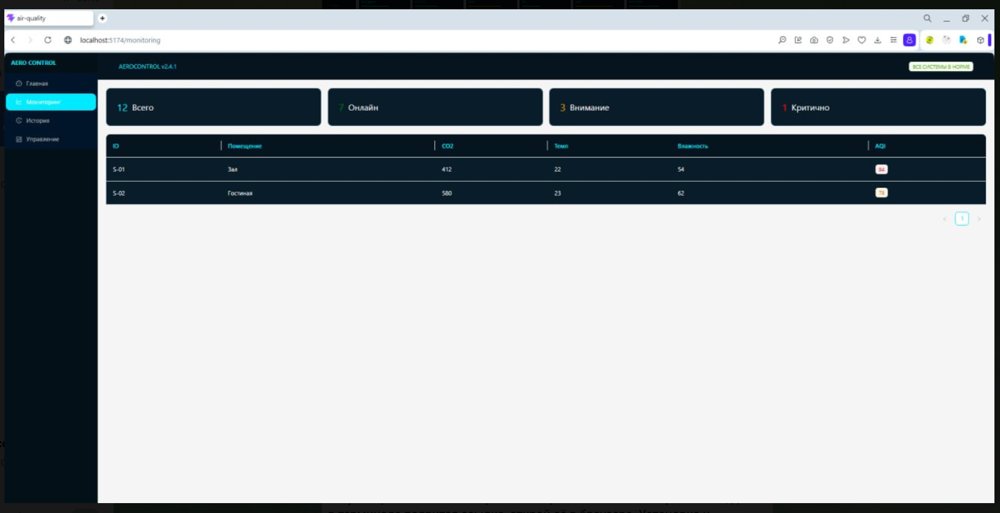 air-quality
localhost:5174/monitoring
AERO CONTROL
AEROCONTROL v2.4.1
ВСЕ СИСТЕМЫ В НОРМЕ
Главная
Мониторинг
История
Управление
12 Всего
7 Онлайн
3 Внимание
1 Критично
ID Помещение CO2 Темп Влажность AQI
S-01 Зал 412 22 54 94
S-02 Гостиная 580 23 62 78
< 1 >